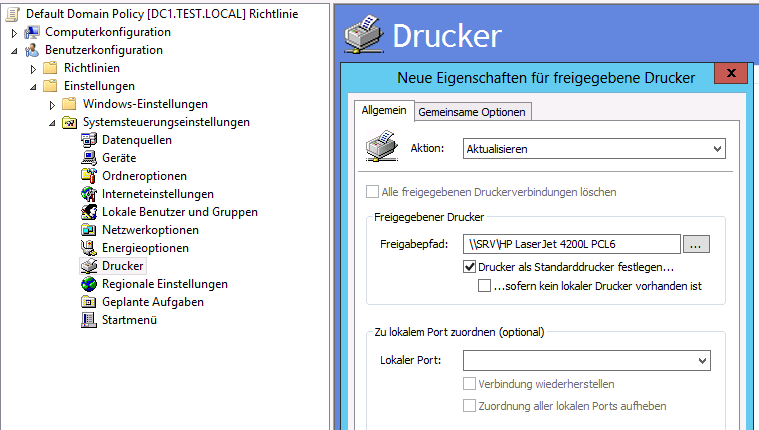 Default Domain Policy [DC1.TEST.LOCAL] Richtlinie
Computerkonfiguration
Benutzerkonfiguration
Richtlinien
Einstellungen
Windows-Einstellungen
Systemsteuerungseinstellungen
Datenquellen
Geräte
Ordneroptionen
Interneteinstellungen
Lokale Benutzer und Gruppen
Netzwerkoptionen
Energieoptionen
Drucker
Regionale Einstellungen
Geplante Aufgaben
Startmenü
Drucker
Neue Eigenschaften für freigegebene Drucker x
Allgemein Gemeinsame Optionen
Aktion: Aktualisieren
Alle freigegebenen Druckerverbindungen löschen
Freigegebener Drucker
Freigabepfad: \\SRV\HP LaserJet 4200L PCL6 ...
Drucker als Standarddrucker festlegen...
...sofern kein lokaler Drucker vorhanden ist
Zu lokalem Port zuordnen (optional)
Lokaler Port:
Verbindung wiederherstellen
Zuordnung aller lokalen Ports aufheben